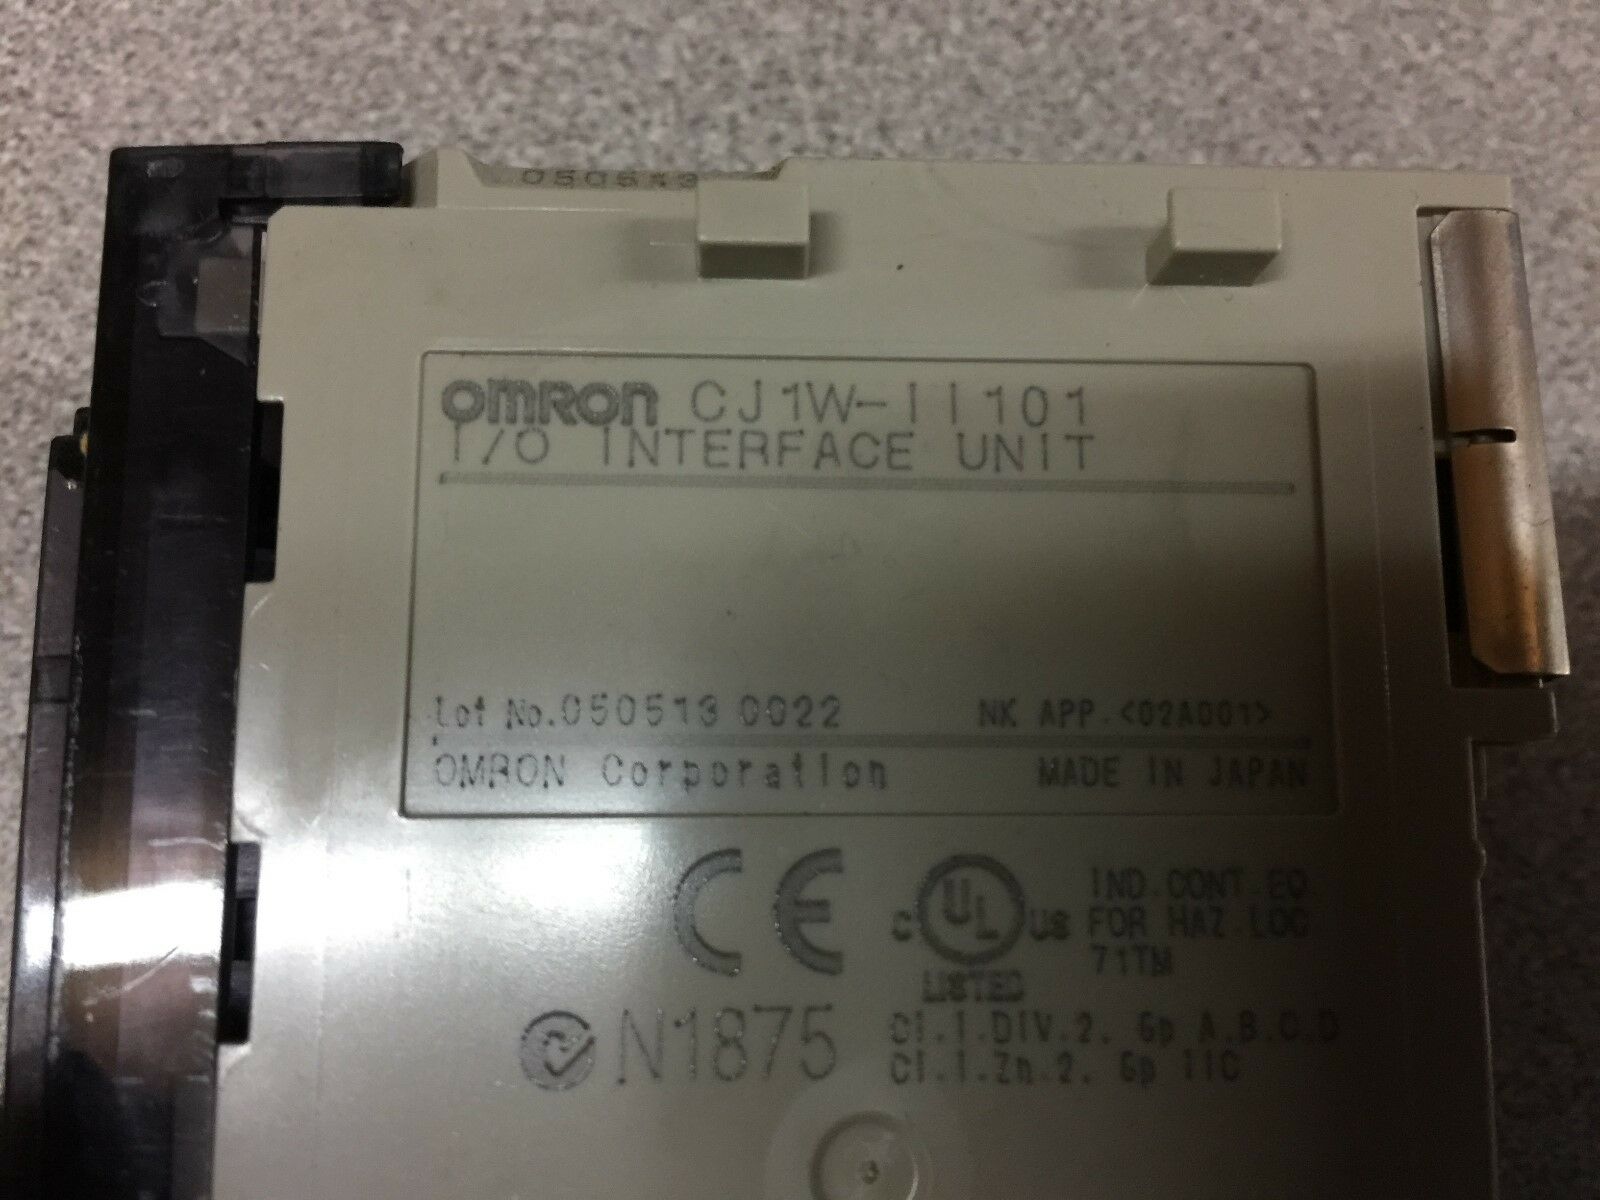 OMRON CJ1W-II101
I/O INTERFACE UNIT
Lot No.050513 0022 NK APP.<02A001>
OMRON Corporation MADE IN JAPAN
CE
C UL US
LISTED
IND.CONT.EQ.
FOR HAZ.LOC.
71TM
N1875
Cl.I.DIV.2. Gp A.B.C.D
Cl.I.Zn.2. Gp IIC